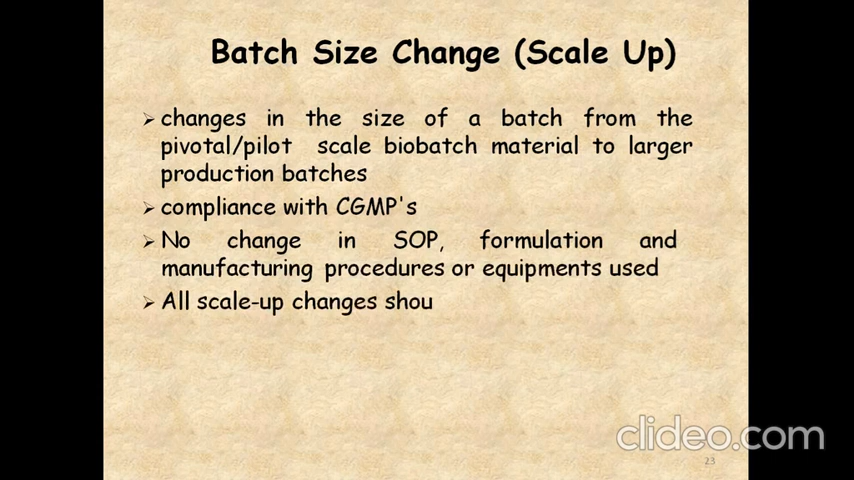 Batch Size Change (Scale Up)
changes in the size of a batch from the
pivotal/pilot scale biobatch material to larger
production batches
compliance with CGMP's
No change in SOP, formulation and
manufacturing procedures or equipments used
All scale-up changes shou
clideo.com
23